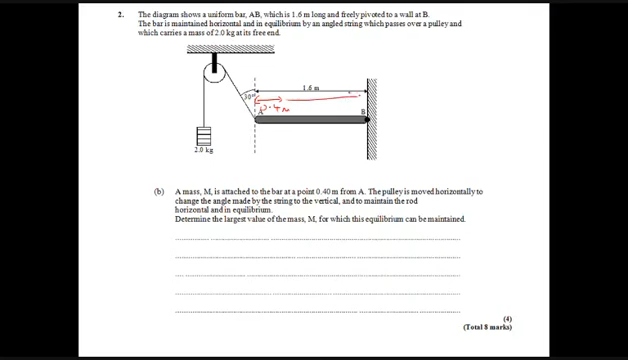 2. The diagram shows a uniform bar, AB, which is 1.6 m long and freely pivoted to a wall at B.
The bar is maintained horizontal and in equilibrium by an angled string which passes over a pulley and
which carries a mass of 2.0 kg at its free end.
1.6 m
30°
0.4m
A
B
2.0 kg
(b) A mass, M, is attached to the bar at a point 0.40 m from A. The pulley is moved horizontally to
change the angle made by the string to the vertical, and to maintain the rod
horizontal and in equilibrium.
Determine the largest value of the mass, M, for which this equilibrium can be maintained.
(4)
(Total 8 marks)